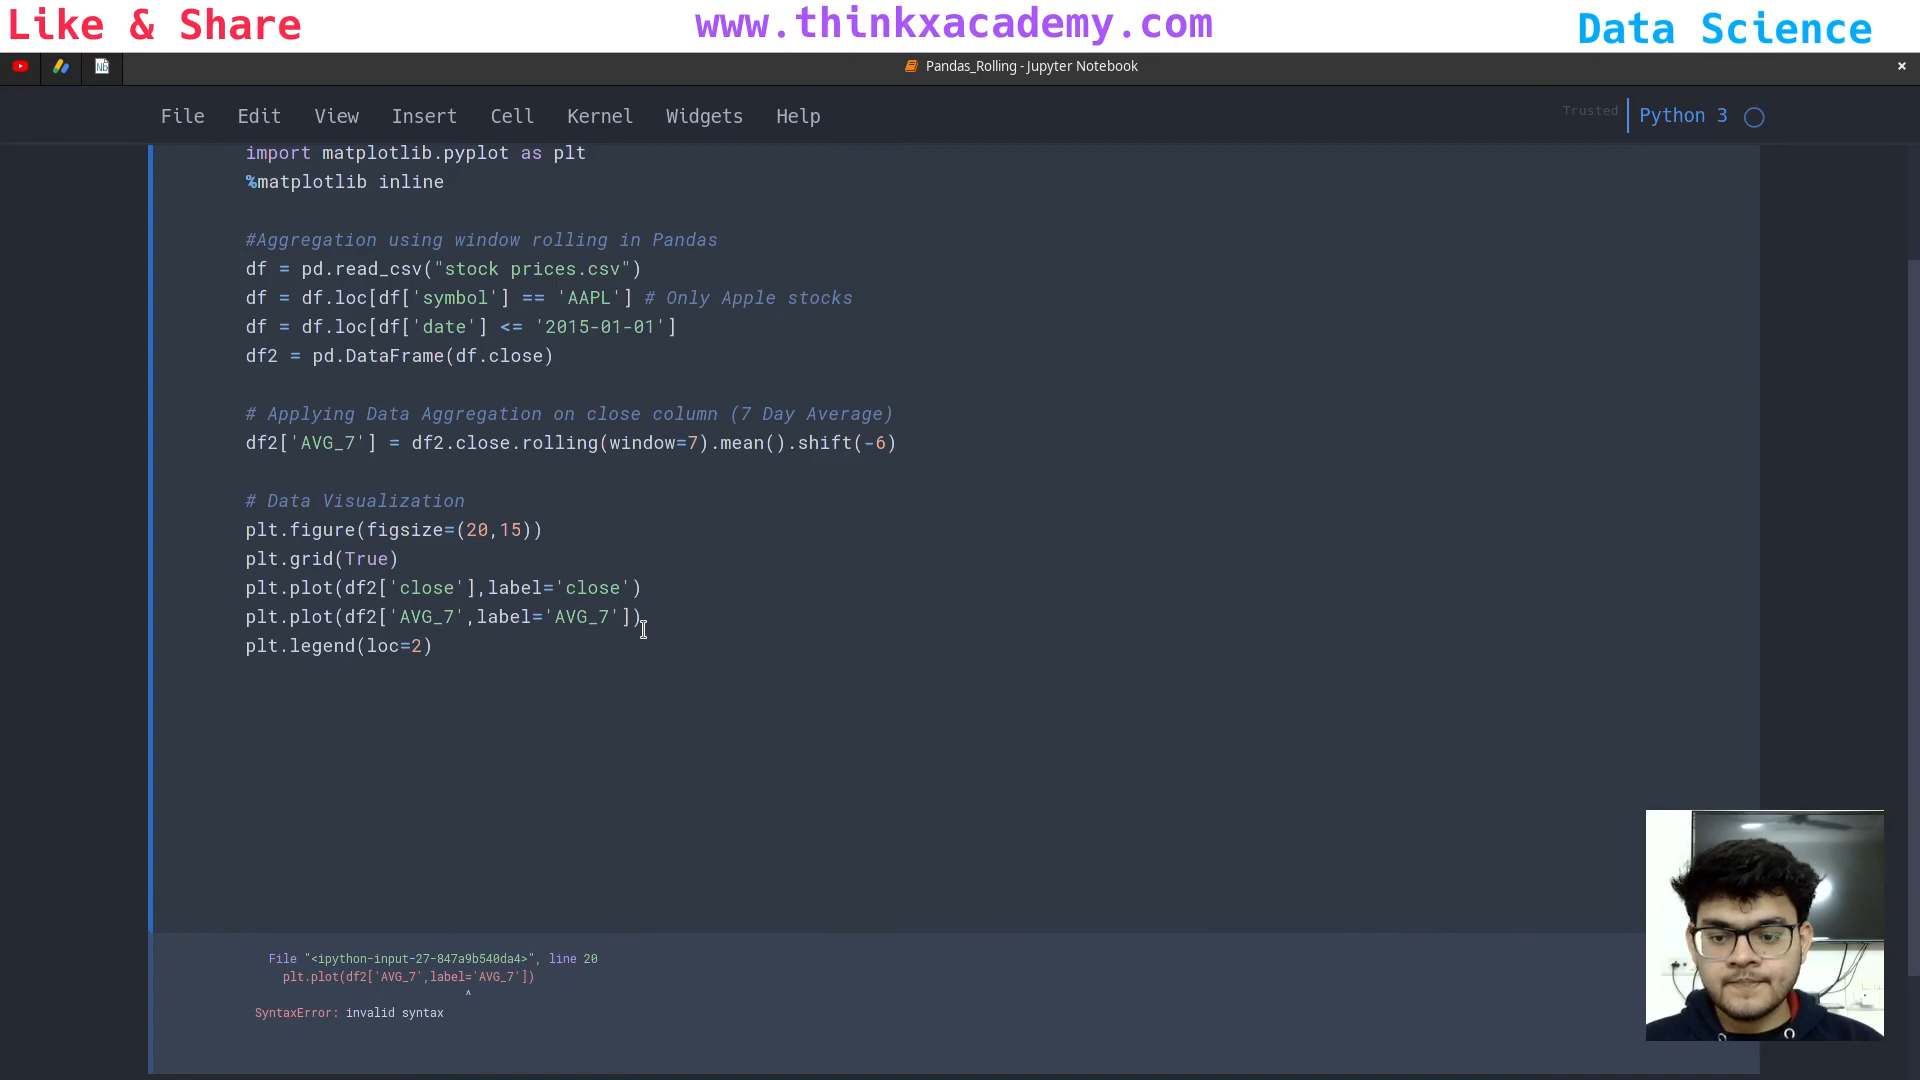 Like & Share
www.thinkxacademy.com
Data Science
Nb
Pandas_Rolling - Jupyter Notebook
×
File Edit View Insert Cell Kernel Widgets Help
Trusted
Python 3
import matplotlib.pyplot as plt
%matplotlib inline
#Aggregation using window rolling in Pandas
df = pd.read_csv("stock prices.csv")
df = df.loc[df['symbol'] == 'AAPL'] # Only Apple stocks
df = df.loc[df['date'] <= '2015-01-01']
df2 = pd.DataFrame(df.close)
# Applying Data Aggregation on close column (7 Day Average)
df2['AVG_7'] = df2.close.rolling(window=7).mean().shift(-6)
# Data Visualization
plt.figure(figsize=(20,15))
plt.grid(True)
plt.plot(df2['close'],label='close')
plt.plot(df2['AVG_7',label='AVG_7'])
plt.legend(loc=2)
File "<ipython-input-27-847a9b540da4>", line 20
plt.plot(df2['AVG_7',label='AVG_7'])
^
SyntaxError: invalid syntax